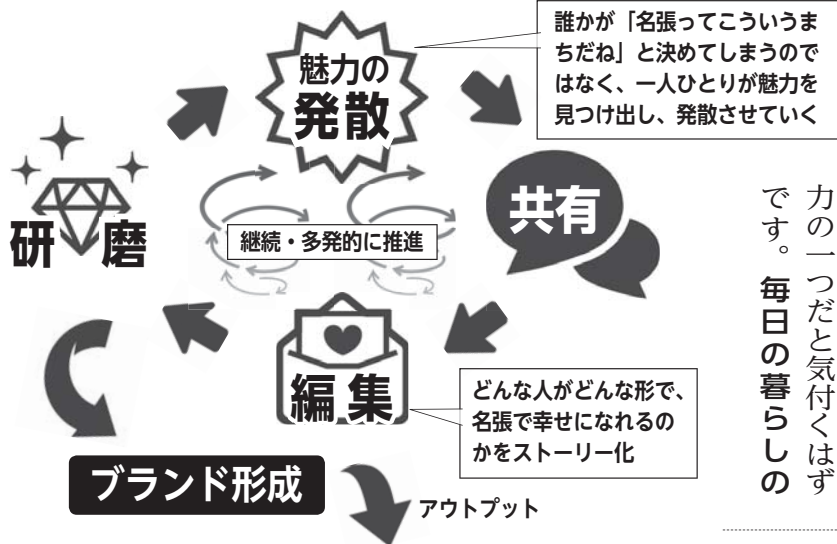 魅力の
発散
誰かが「名張ってこういうま
ちだね」と決めてしまうので
はなく、一人ひとりが魅力を
見つけ出し、発散させていく
共有
研磨
継続・多発的に推進
編集
どんな人がどんな形で、
名張で幸せになれるの
かをストーリー化
ブランド形成
アウトプット
力の一つだと気付くはず
です。毎日の暮らしの